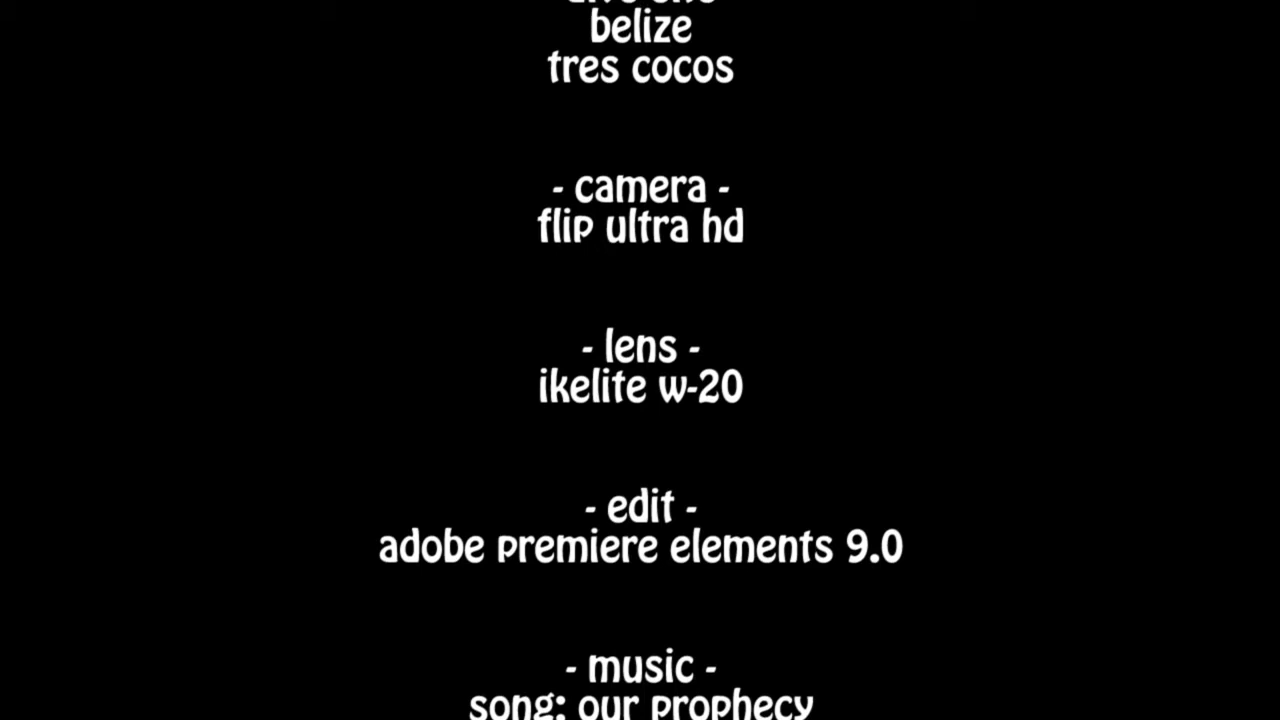 belize
tres cocos
- camera -
flip ultra hd
- lens -
ikelite w-20
- edit -
adobe premiere elements 9.0
- music -
song: our prophecy